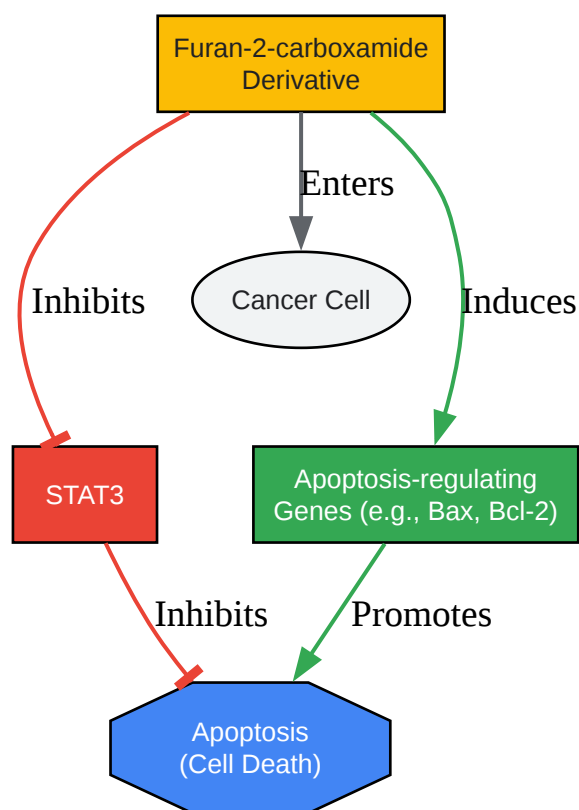 Furan-2-carboxamide
Derivative
Enters
Inhibits
Cancer Cell
Induces
STAT3
Apoptosis-regulating
Genes (e.g., Bax, Bcl-2)
Inhibits
Promotes
Apoptosis
(Cell Death)